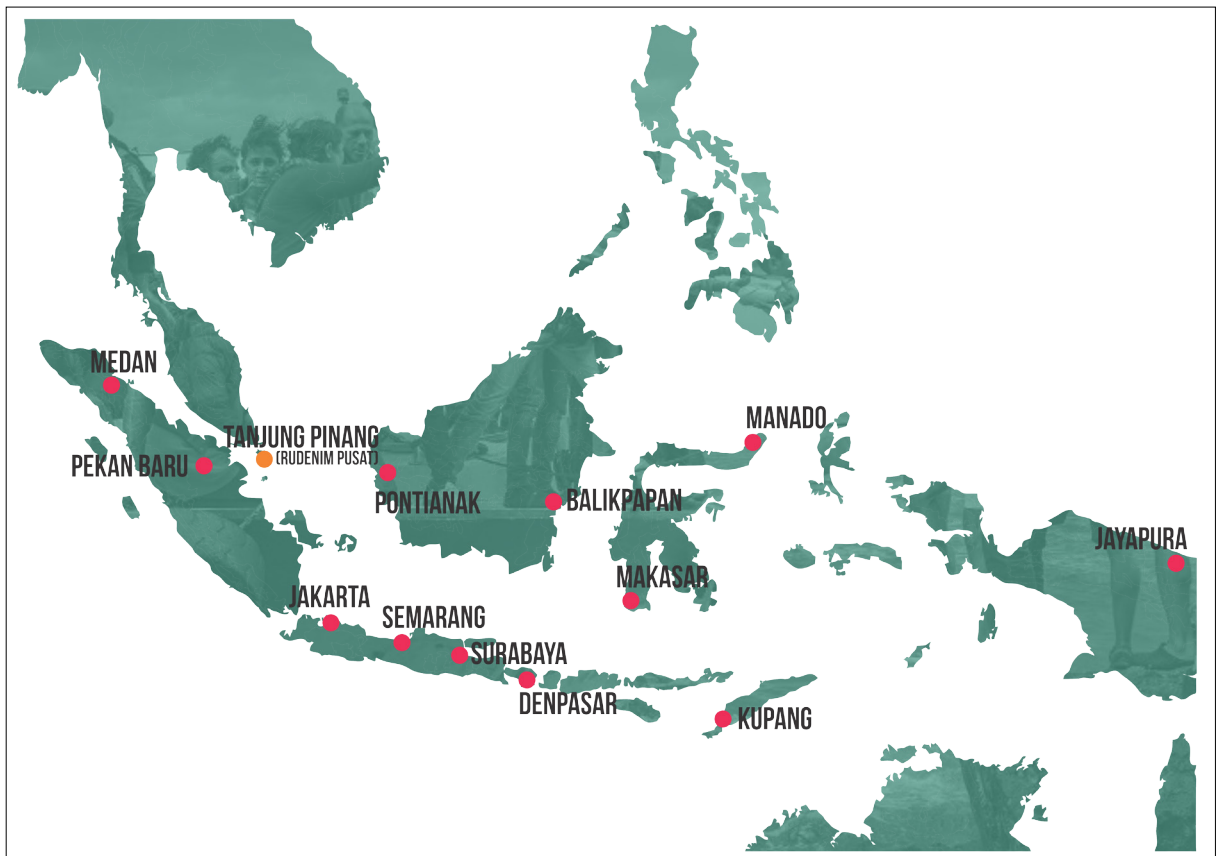 MEDAN
MANADO
TANJUNG PINANG
(RUDENIM PUSAT)
PEKAN BARU
PONTIANAK
BALIKPAPAN
JAYAPURA
MAKASAR
JAKARTA
SEMARANG
SURABAYA
DENPASAR
KUPANG